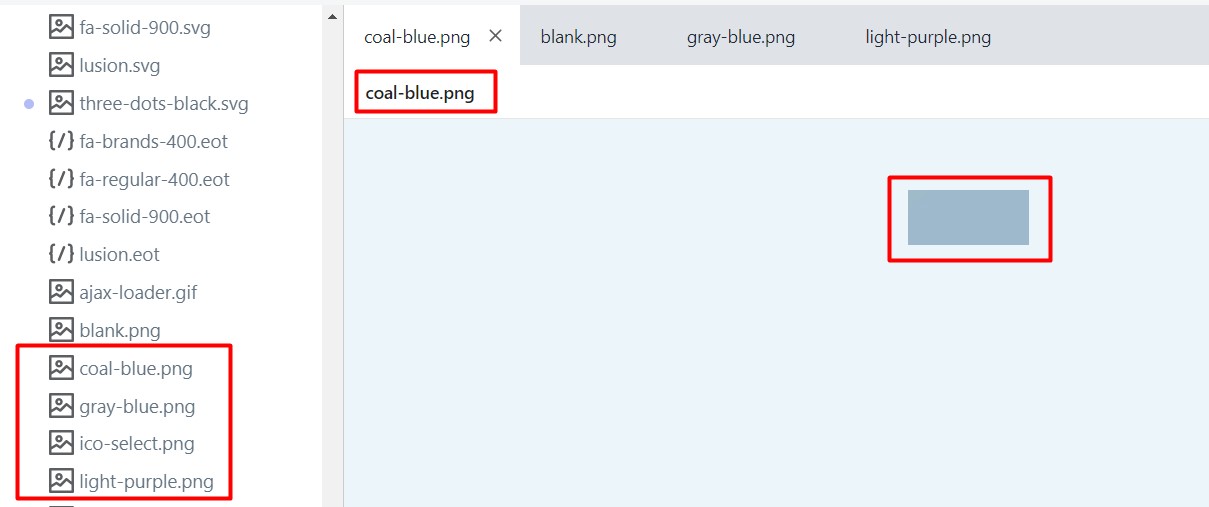 fa-solid-900.svg
lusion.svg
three-dots-black.svg
{/} fa-brands-400.eot
{/} fa-regular-400.eot
{/} fa-solid-900.eot
{/} lusion.eot
ajax-loader.gif
blank.png
coal-blue.png
gray-blue.png
ico-select.png
light-purple.png
coal-blue.png × blank.png gray-blue.png light-purple.png
coal-blue.png